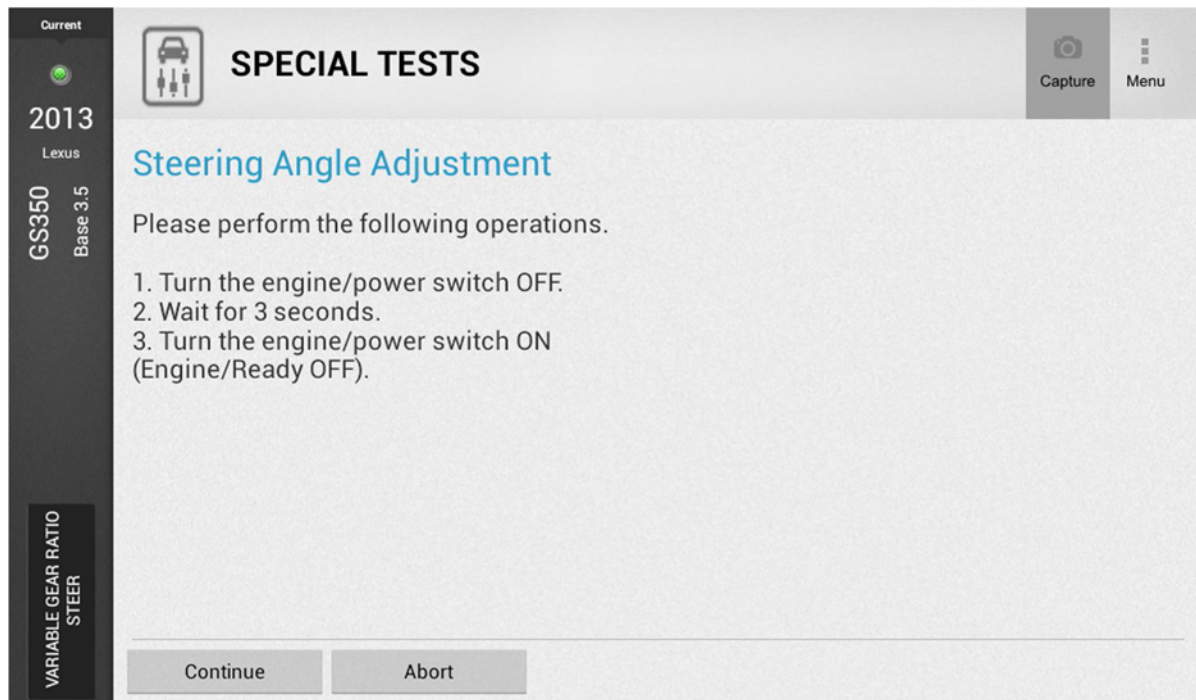 Current
2013
Lexus
GS350
Base 3.5
VARIABLE GEAR RATIO
STEER
SPECIAL TESTS
Capture
Menu
Steering Angle Adjustment
Please perform the following operations.
1. Turn the engine/power switch OFF.
2. Wait for 3 seconds.
3. Turn the engine/power switch ON
(Engine/Ready OFF).
Continue
Abort